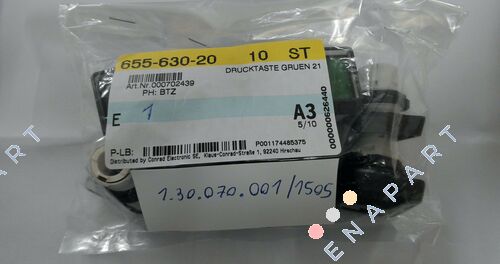 655-630-20 10 ST
DRUCKTASTE GRUEN 21
Art.Nr.000702439
PH: BTZ
E 1 A3
5/10
000000626440
P-LB: P001174485375
Distributed by Conrad Electronic SE, Klaus-Conrad-Straße 1, 92240 Hirschau
1.30.070.001/1505
ENAPART